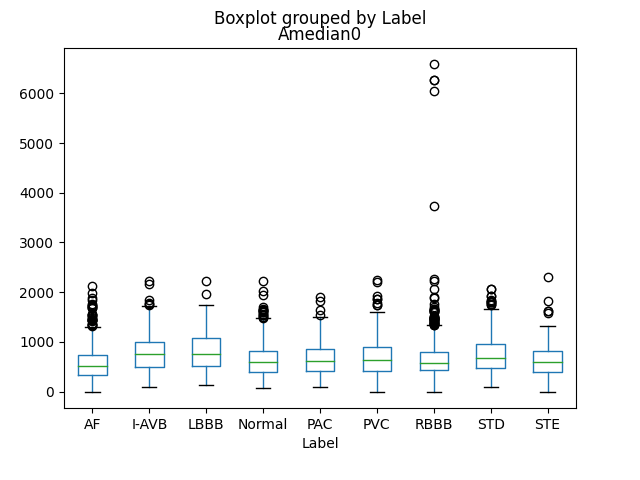 Boxplot grouped by Label
Amedian0
6000
5000
4000
3000
2000
1000
0
AF I-AVB LBBB Normal PAC PVC RBBB STD STE
Label